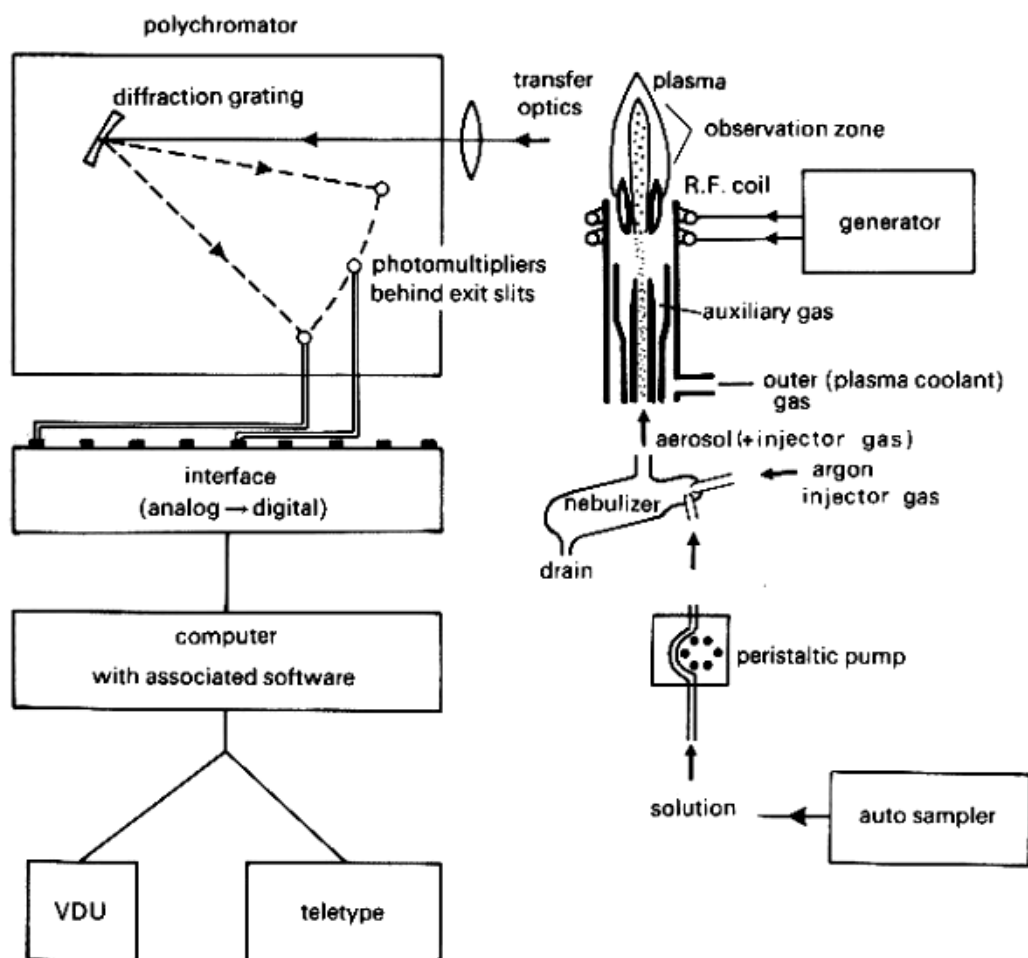 polychromator
diffraction grating
transfer
optics
plasma
observation zone
R.F. coil
generator
photomultipliers
behind exit slits
auxiliary gas
outer (plasma coolant)
gas
aerosol (+injector gas)
argon
injector gas
nebulizer
drain
interface
(analog → digital)
computer
with associated software
peristaltic pump
solution
auto sampler
VDU
teletype